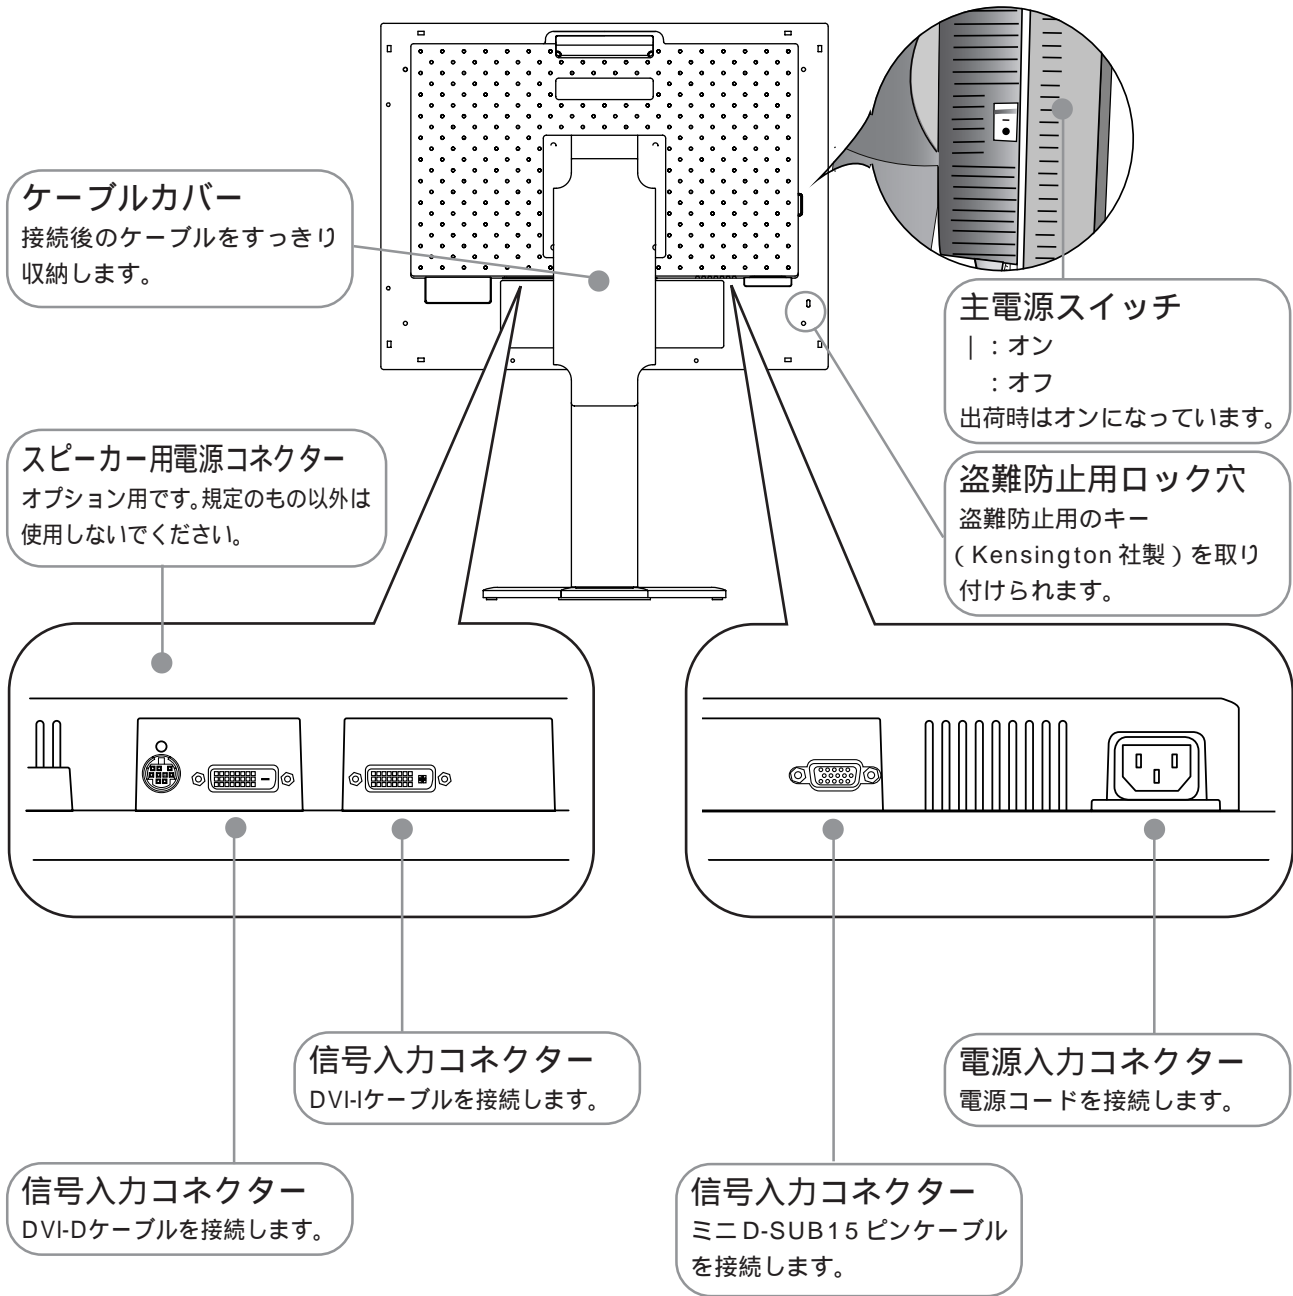 ケーブルカバー
接続後のケーブルをすっきり
収納します。
主電源スイッチ
｜：オン
：オフ
出荷時はオンになっています。
スピーカー用電源コネクター
オプション用です。規定のもの以外は
使用しないでください。
盗難防止用ロック穴
盗難防止用のキー
（Kensington 社製）を取り
付けられます。
信号入力コネクター
DVI-Iケーブルを接続します。
電源入力コネクター
電源コードを接続します。
信号入力コネクター
DVI-Dケーブルを接続します。
信号入力コネクター
ミニD-SUB15ピンケーブル
を接続します。